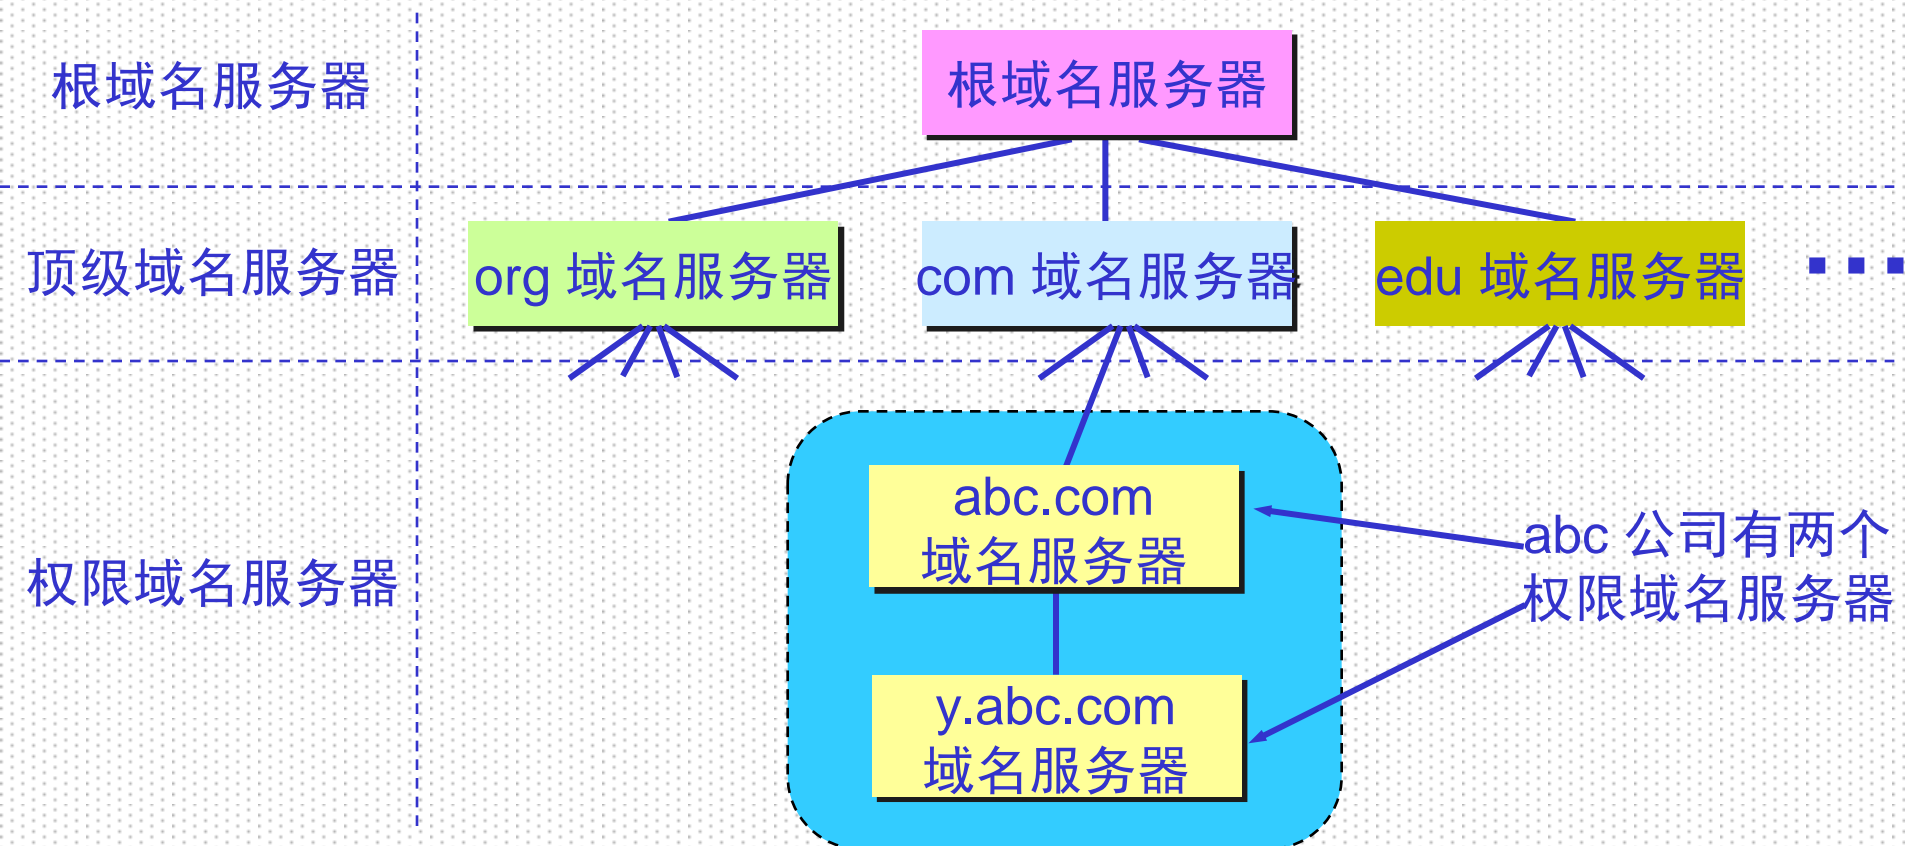 根域名服务器
根域名服务器
顶级域名服务器
org 域名服务器
com 域名服务器
edu 域名服务器
…
abc.com
域名服务器
权限域名服务器
abc 公司有两个
权限域名服务器
y.abc.com
域名服务器